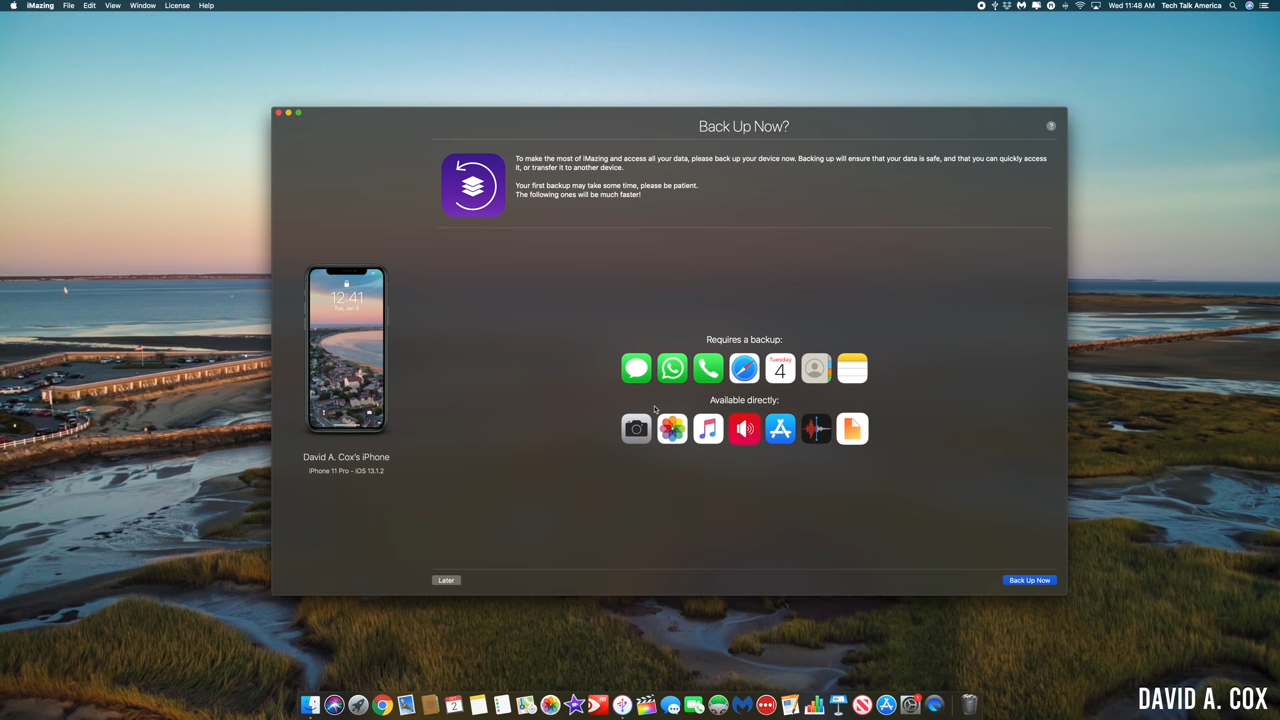 iMazing File Edit View Window License Help
Wed 11:48 AM Tech Talk America
Back Up Now?
?
To make the most of iMazing and access all your data, please back up your device now. Backing up will ensure that your data is safe, and that you can quickly access
it, or transfer it to another device.
Your first backup may take some time, please be patient.
The following ones will be much faster!
12:41
Requires a backup:
Tuesday
4
Available directly:
David A. Cox's iPhone
iPhone 11 Pro - iOS 13.1.2
Later
Back Up Now
2
DAVID A. COX